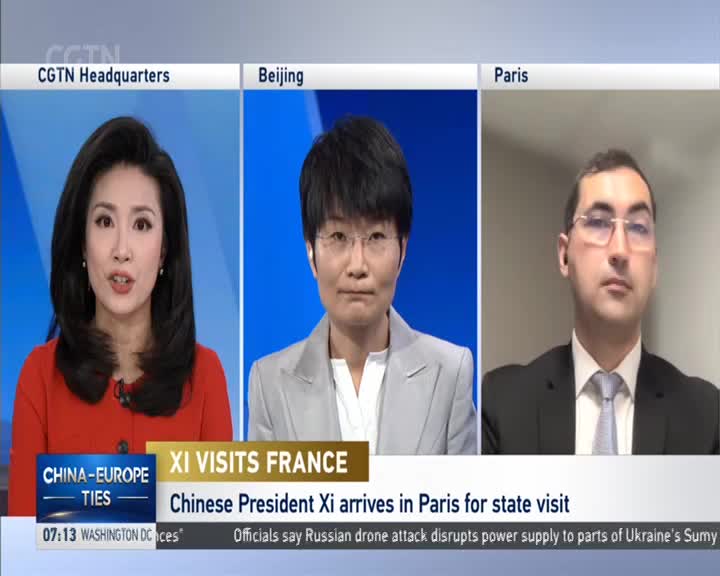 CGTN
CGTN Headquarters
Beijing
Paris
XI VISITS FRANCE
CHINA-EUROPE
TIES
Chinese President Xi arrives in Paris for state visit
07:13 WASHINGTON DC
nces" Officials say Russian drone attack disrupts power supply to parts of Ukraine's Sumy